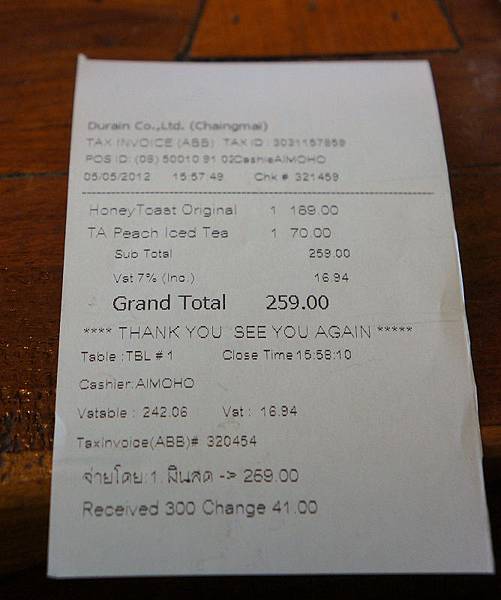 Durain Co.,Ltd. (Chaingmai)
TAX INVOICE (ABB) TAX ID : 3031157859
POS ID: (08) 50010 91 02CashieAIMOHO
05/05/2012 15:57:49 Chk # 321459
HoneyToast Original 1 189.00
TA Peach Iced Tea 1 70.00
Sub Total 259.00
Vat 7% (Inc.) 16.94
Grand Total 259.00
**** THANK YOU SEE YOU AGAIN *****
Table :TBL # 1 Close Time 15:58:10
Cashier:AIMOHO
Vatable : 242.06 Vat : 16.94
TaxInvoice(ABB)# 320454
จ่ายโดย:1. เงินสด -> 259.00
Received 300 Change 41.00